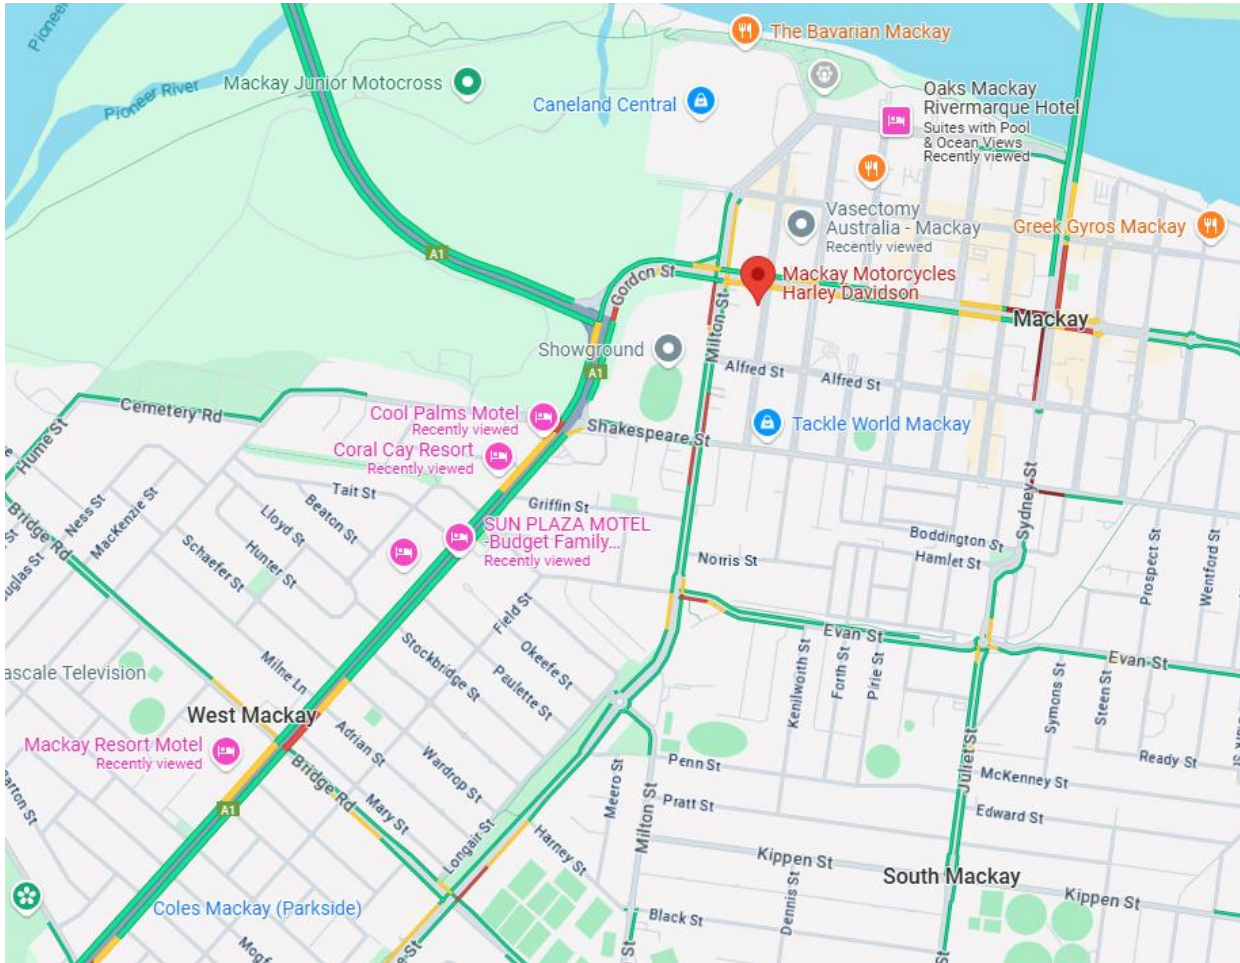 Pioneer
The Bavarian Mackay
Mackay Junior Motocross
Pioneer River
Caneland Central
Oaks Mackay
Rivermarque Hotel
Suites with Pool
& Ocean Views
Recently viewed
Vasectomy
Australia - Mackay
Recently viewed
Greek Gyros Mackay
A1
Gordon St
Mackay Motorcycles
Harley Davidson
Milton St
Mackay
Showground
A1
Alfred St
Alfred St
Cemetery Rd
Cool Palms Motel
Recently viewed
Shakespeare St
Tackle World Mackay
Hume St
Coral Cay Resort
Recently viewed
Tait St
Griffin St
Sydney St
Ness St
MacKenzie St
Lloyd St
Beaton St
SUN PLAZA MOTEL
-Budget Family...
Recently viewed
Bridge Rd
Schaefer St
Hunter St
Boddington St
Hamlet St
Norris St
Prospect St
Wentford St
ouglas St
Field St
Evan St
Evan St
Okeefe St
Paulette St
Stockbridge St
Milne Ln
Kenilworth St
Forth St
Pirie St
Symons St
Steen St
ascale Television
West Mackay
Mackay Resort Motel
Recently viewed
Adrian St
Wardrop St
Bridge Rd
Mary St
Penn St
Meero St
Milton St
Pratt St
Juliet St
McKenney St
Ready St
Edward St
A1
Longair St
Harney St
Kippen St
Kippen St
South Mackay
Dennis St
Black St
Coles Mackay (Parkside)
St
St